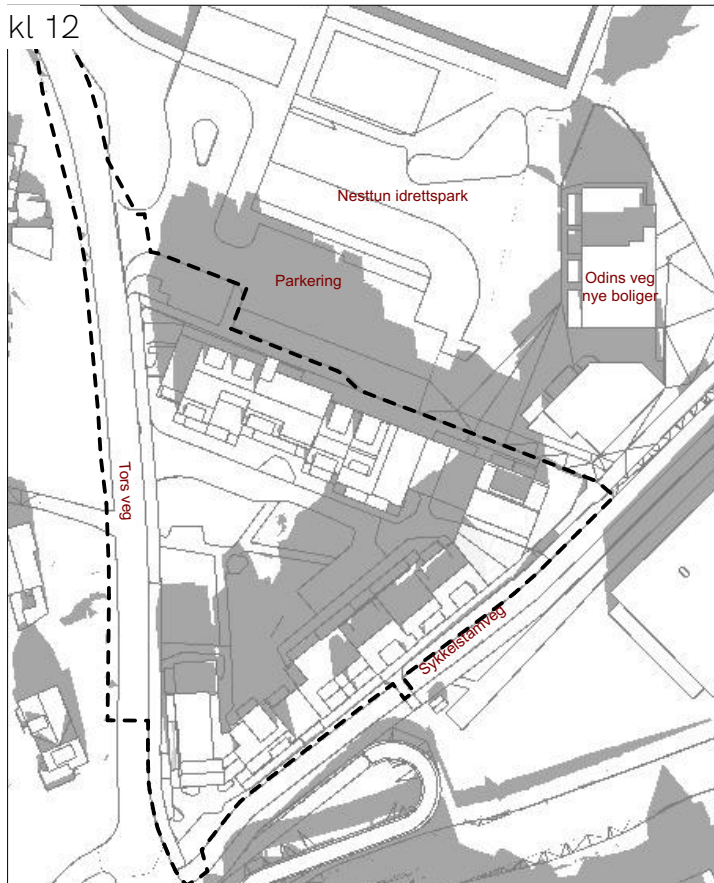 kl 12
Nesttun idrettspark
Parkering
Odins veg
nye boliger
Tors veg
Sykkelstamveg